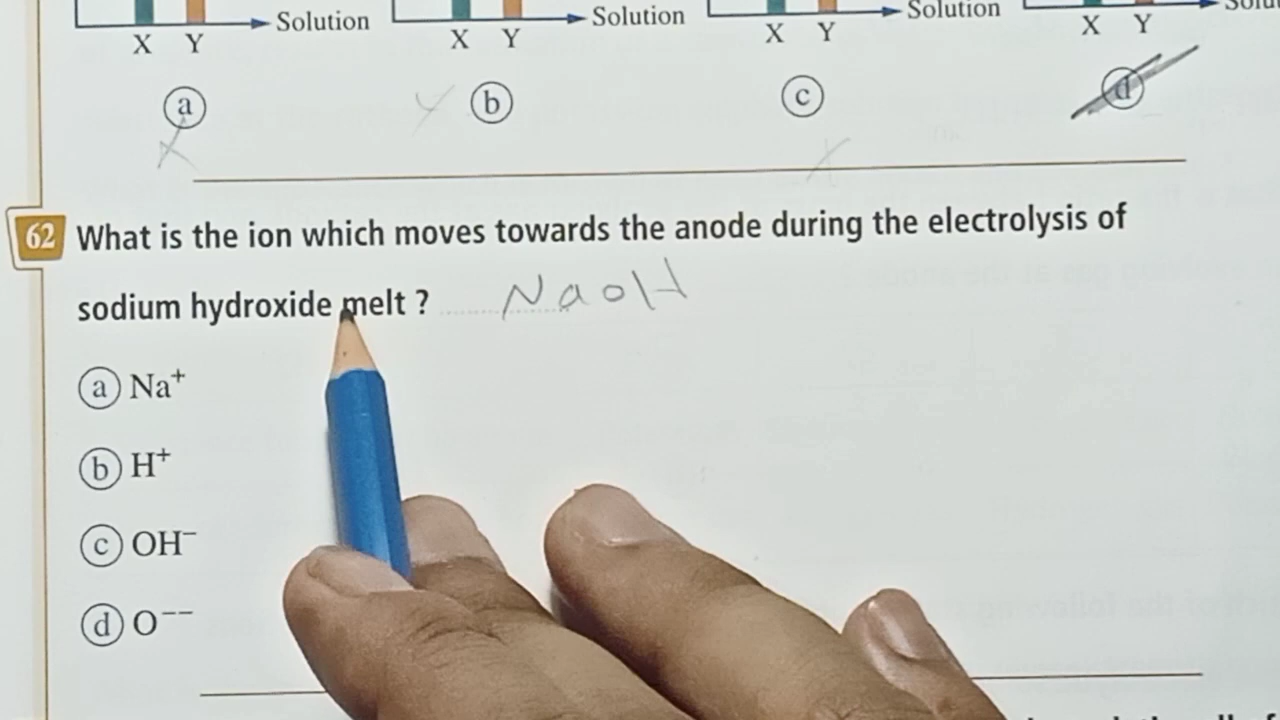 Solution Solution Solution
X Y X Y X Y X Y
a b c d
62 What is the ion which moves towards the anode during the electrolysis of
sodium hydroxide melt ? ............... NaOH
a Na⁺
b H⁺
c OH⁻
d O⁻⁻